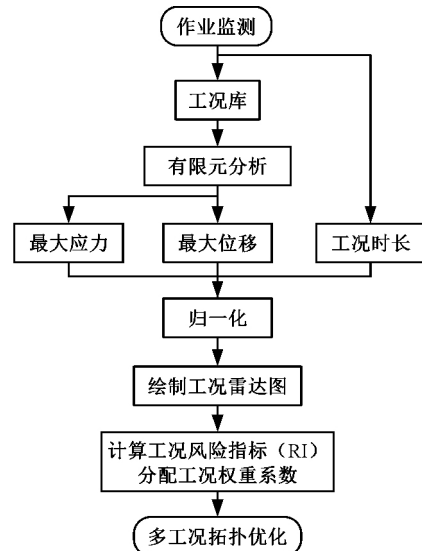 作业监测
工况库
有限元分析
最大应力
最大位移
工况时长
归一化
绘制工况雷达图
计算工况风险指标（RI）
分配工况权重系数
多工况拓扑优化